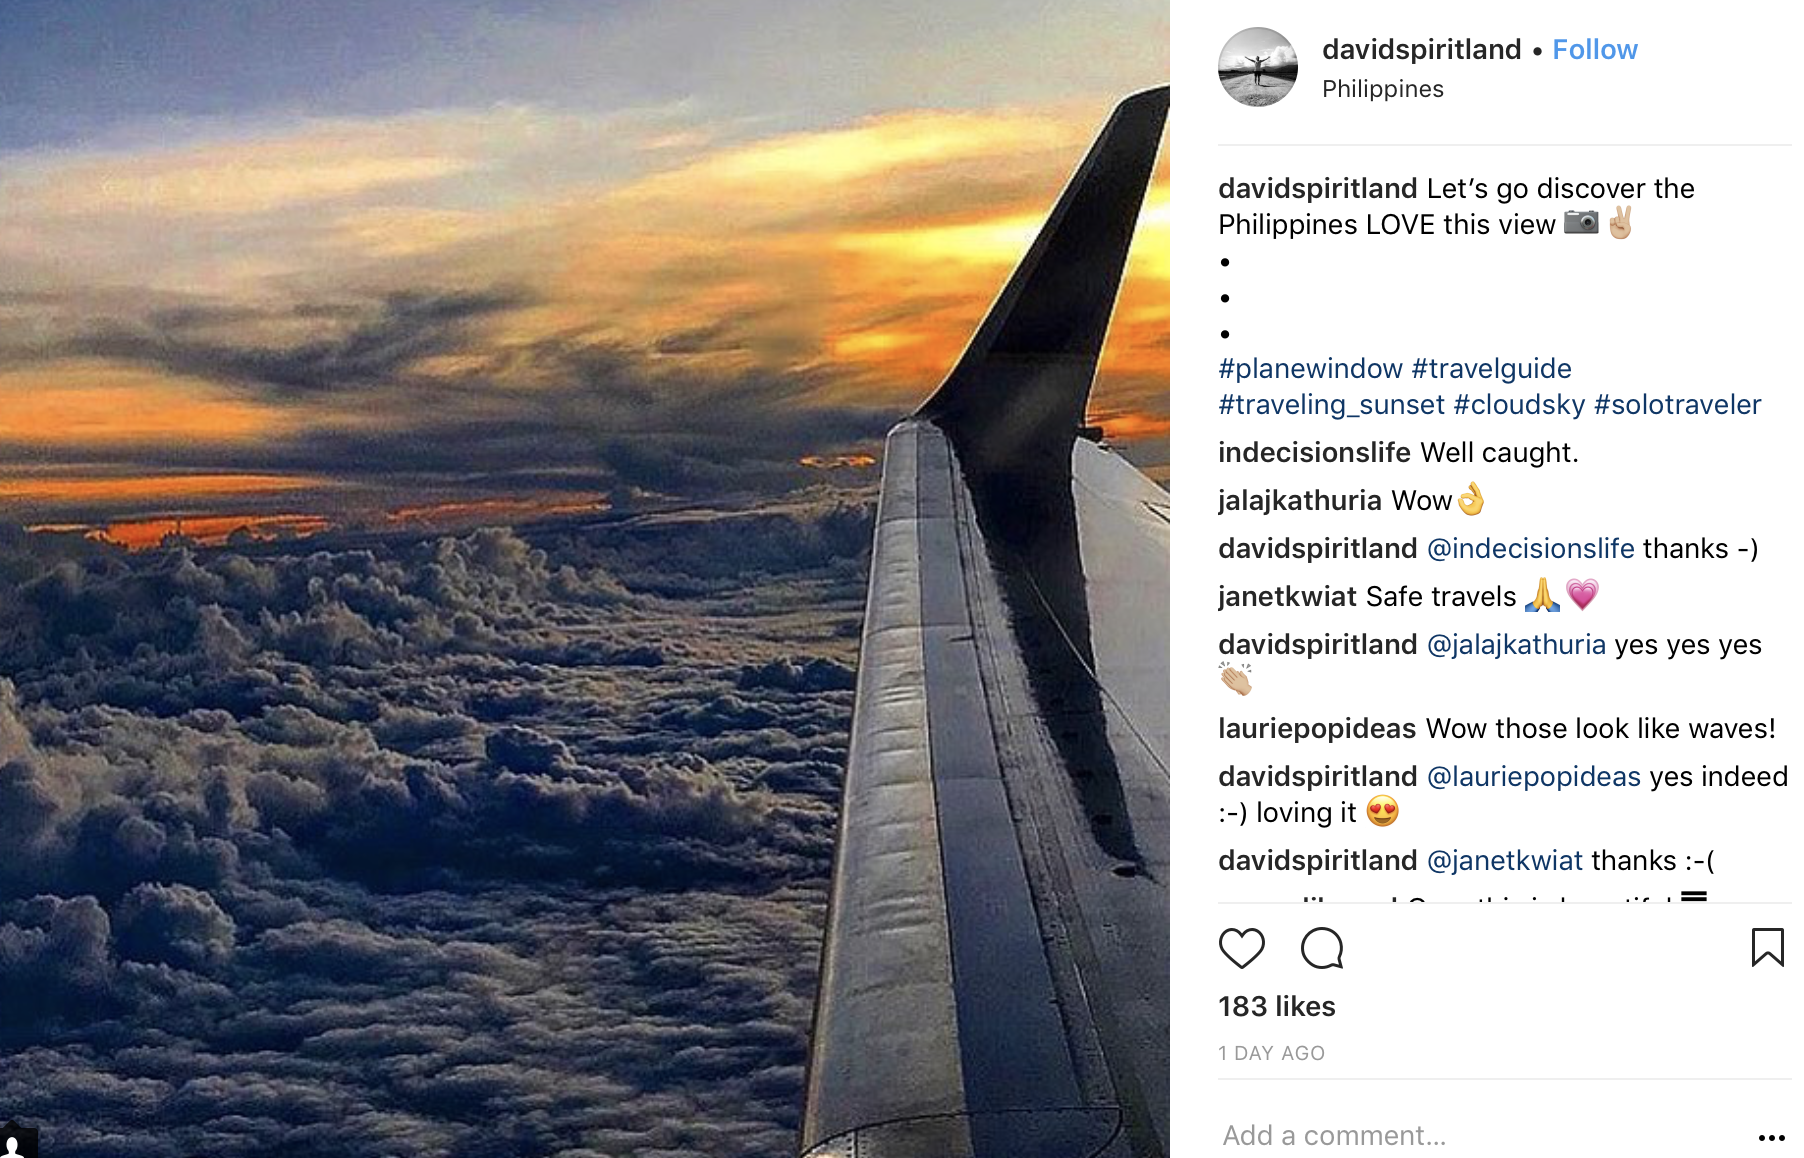 davidspiritland • Follow
Philippines
davidspiritland Let’s go discover the
Philippines LOVE this view 📷✌🏼
•
•
•
#planewindow #travelguide
#traveling_sunset #cloudsky #solotraveler
indecisionslife Well caught.
jalajkathuria Wow👌
davidspiritland @indecisionslife thanks -)
janetkwiat Safe travels 🙏💗
davidspiritland @jalajkathuria yes yes yes
👏🏼
lauriepopideas Wow those look like waves!
davidspiritland @lauriepopideas yes indeed
:-) loving it 😍
davidspiritland @janetkwiat thanks :-(
183 likes
1 DAY AGO
Add a comment...